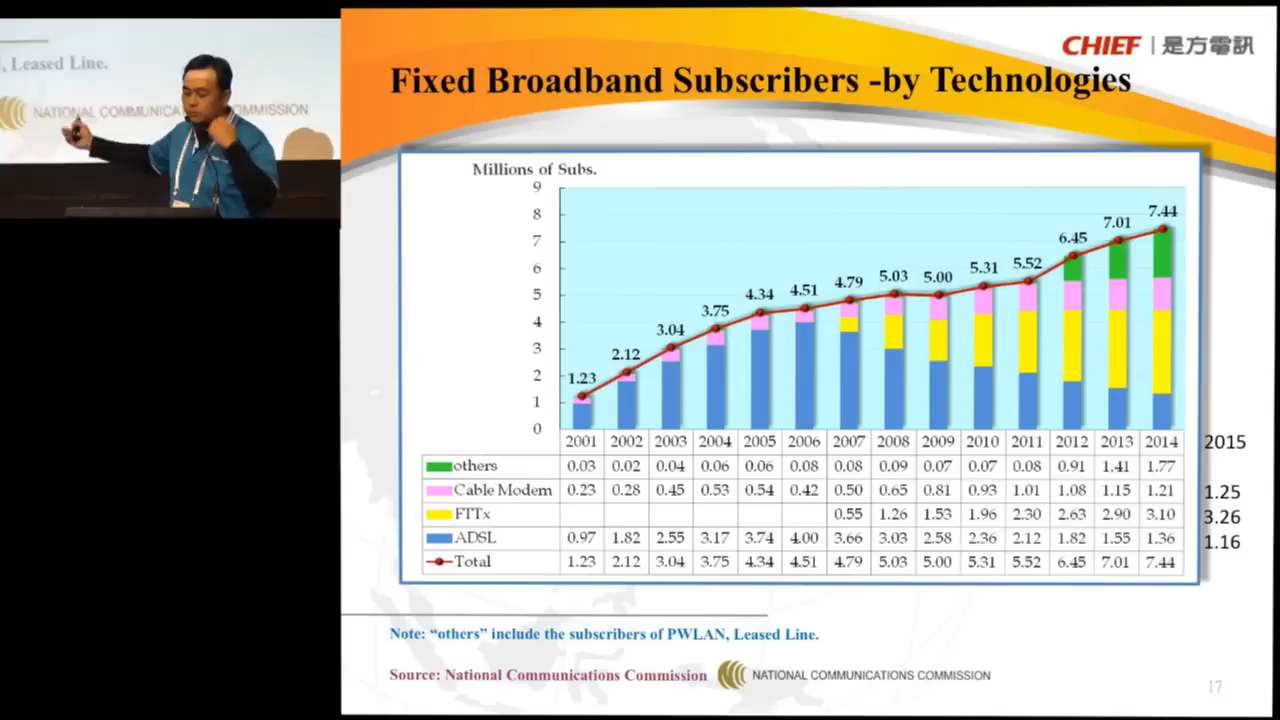 , Leased Line.
NATIONAL COMMUNICA OMMISSION
CHIEF 是方電訊
Fixed Broadband Subscribers -by Technologies
Millions of Subs.
9
8
7
6
5
4
3
2
1
0
1.23 2.12 3.04 3.75 4.34 4.51 4.79 5.03 5.00 5.31 5.52 6.45 7.01 7.44
2001 2002 2003 2004 2005 2006 2007 2008 2009 2010 2011 2012 2013 2014 2015
others 0.03 0.02 0.04 0.06 0.06 0.08 0.08 0.09 0.07 0.07 0.08 0.91 1.41 1.77
Cable Modem 0.23 0.28 0.45 0.53 0.54 0.42 0.50 0.65 0.81 0.93 1.01 1.08 1.15 1.21 1.25
FTTx 0.55 1.26 1.53 1.96 2.30 2.63 2.90 3.10 3.26
ADSL 0.97 1.82 2.55 3.17 3.74 4.00 3.66 3.03 2.58 2.36 2.12 1.82 1.55 1.36 1.16
Total 1.23 2.12 3.04 3.75 4.34 4.51 4.79 5.03 5.00 5.31 5.52 6.45 7.01 7.44
Note: “others” include the subscribers of PWLAN, Leased Line.
Source: National Communications Commission NATIONAL COMMUNICATIONS COMMISSION
17